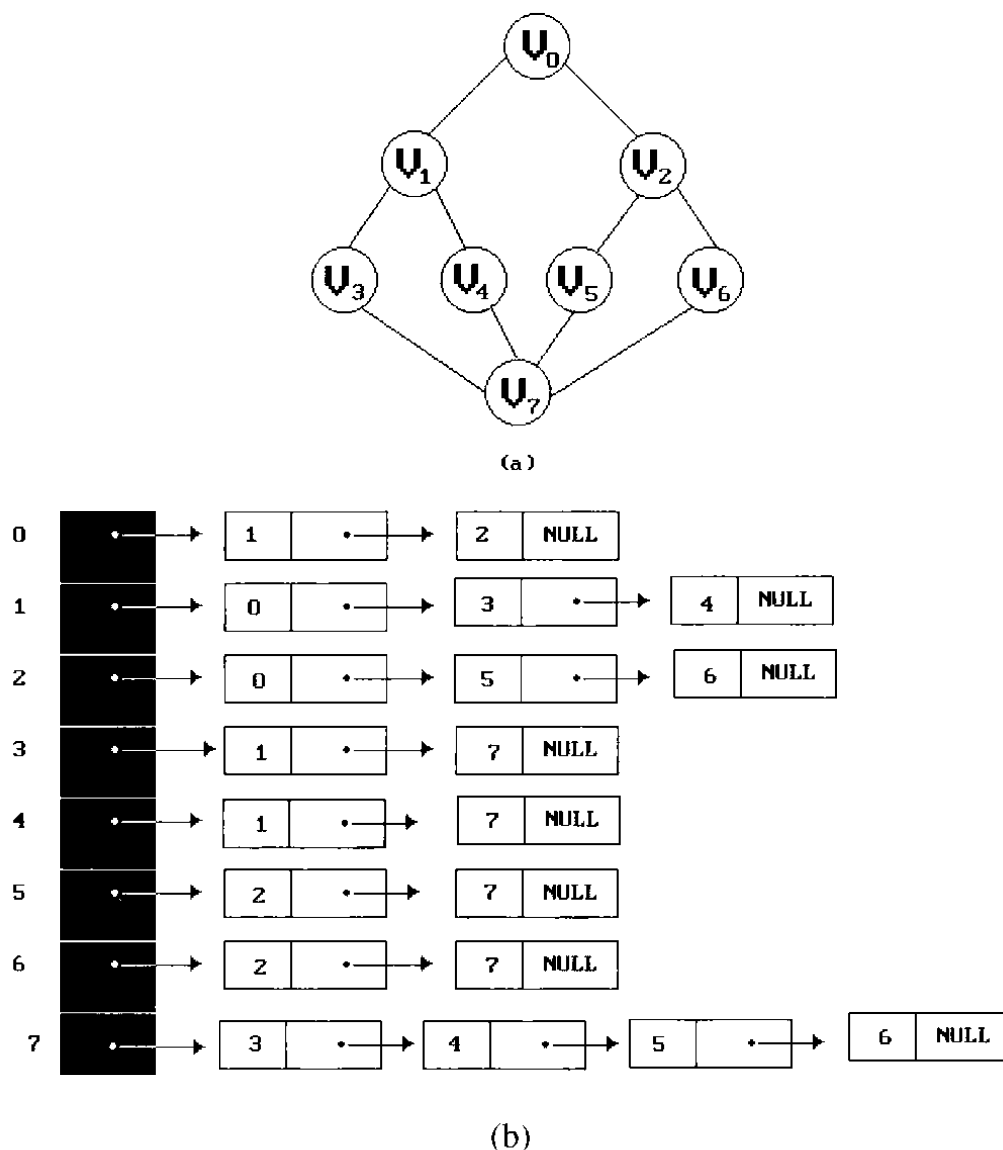 V0
V1 V2
V3 V4 V5 V6
V7
(a)
0 1 2 NULL
1 0 3 4 NULL
2 0 5 6 NULL
3 1 7 NULL
4 1 7 NULL
5 2 7 NULL
6 2 7 NULL
7 3 4 5 6 NULL
(b)